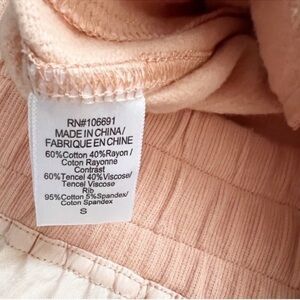 RN#106691
MADE IN CHINA/
FABRIQUE EN CHINE
60%Cotton 40%Rayon/
Coton Rayonne
Contrast
60%Tencel 40%Viscose/
Tencel Viscose
Rib
95%Cotton 5%Spandex/
Coton Spandex
S